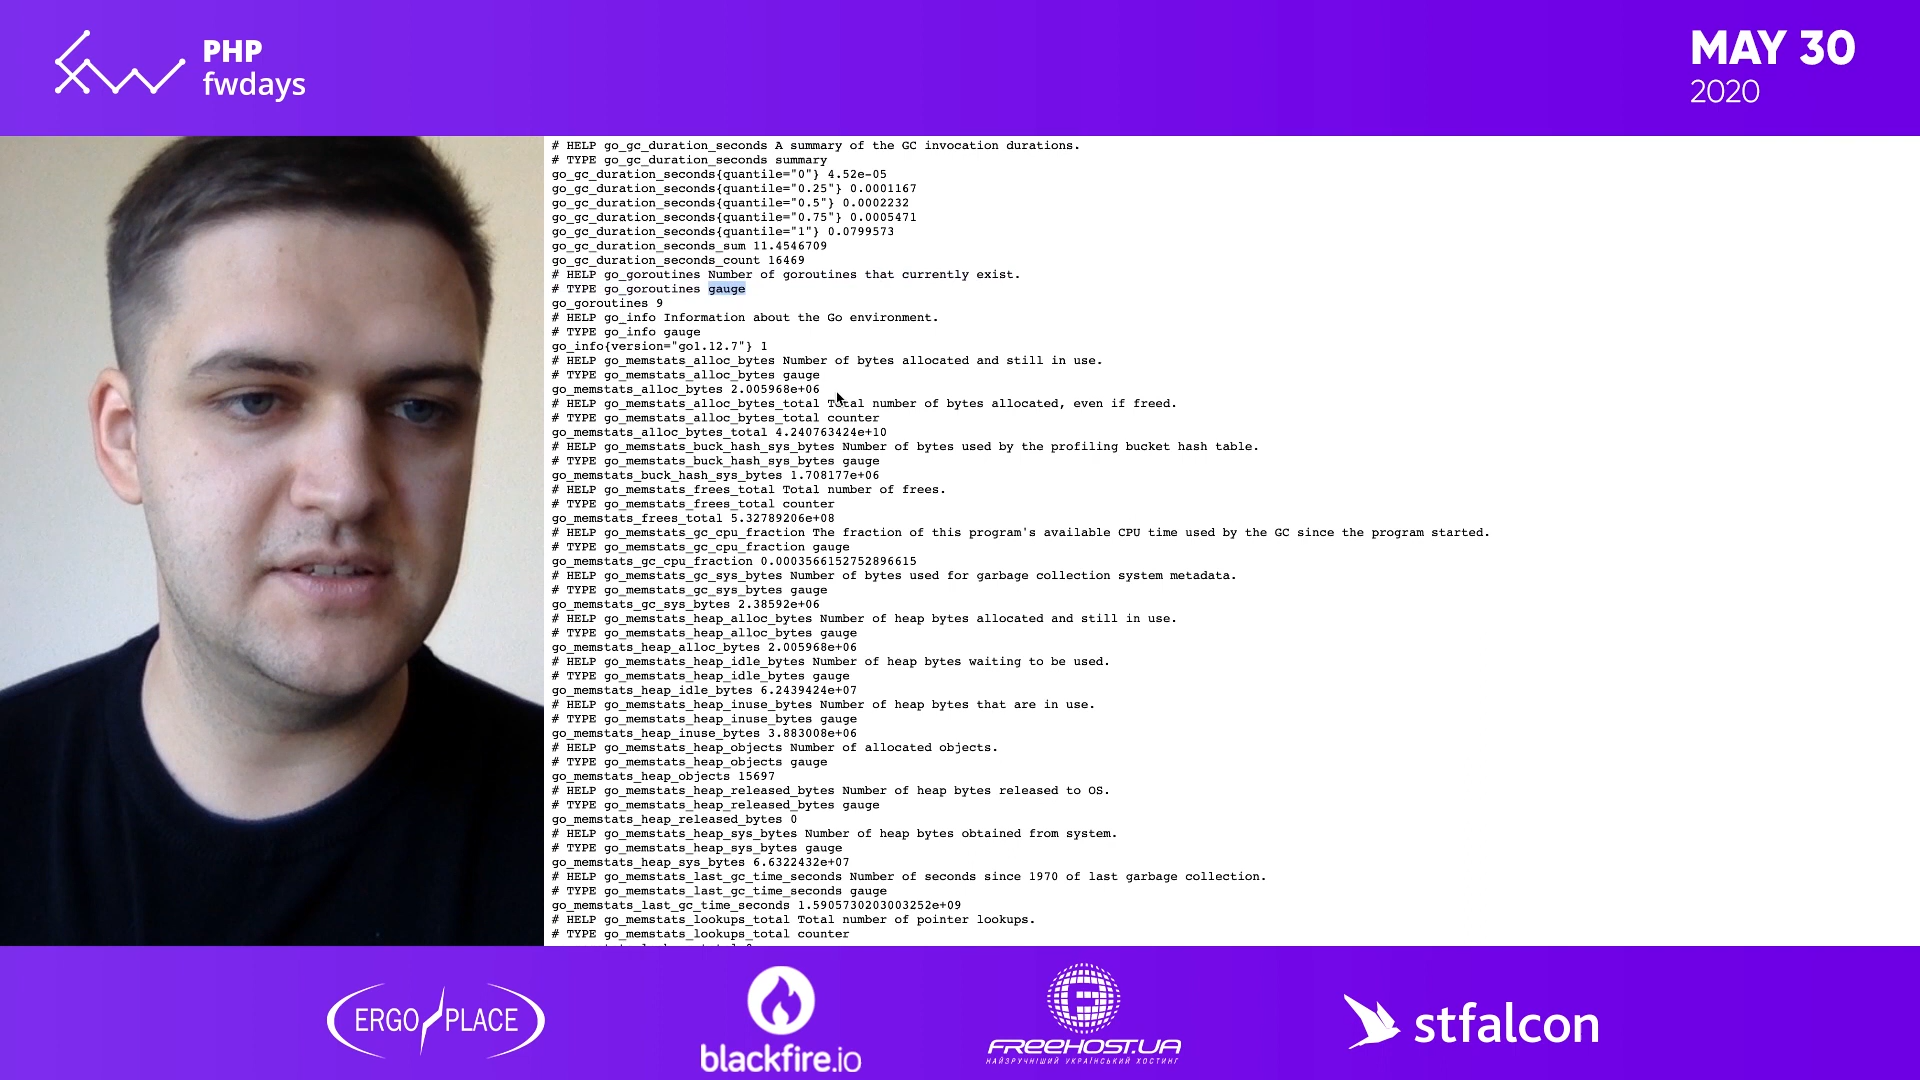 PHP
fwdays
MAY 30
2020
# HELP go_gc_duration_seconds A summary of the GC invocation durations.
# TYPE go_gc_duration_seconds summary
go_gc_duration_seconds{quantile="0"} 4.52e-05
go_gc_duration_seconds{quantile="0.25"} 0.0001167
go_gc_duration_seconds{quantile="0.5"} 0.0002232
go_gc_duration_seconds{quantile="0.75"} 0.0005471
go_gc_duration_seconds{quantile="1"} 0.0799573
go_gc_duration_seconds_sum 11.4546709
go_gc_duration_seconds_count 16469
# HELP go_goroutines Number of goroutines that currently exist.
# TYPE go_goroutines gauge
go_goroutines 9
# HELP go_info Information about the Go environment.
# TYPE go_info gauge
go_info{version="go1.12.7"} 1
# HELP go_memstats_alloc_bytes Number of bytes allocated and still in use.
# TYPE go_memstats_alloc_bytes gauge
go_memstats_alloc_bytes 2.005968e+06
# HELP go_memstats_alloc_bytes_total Total number of bytes allocated, even if freed.
# TYPE go_memstats_alloc_bytes_total counter
go_memstats_alloc_bytes_total 4.240763424e+10
# HELP go_memstats_buck_hash_sys_bytes Number of bytes used by the profiling bucket hash table.
# TYPE go_memstats_buck_hash_sys_bytes gauge
go_memstats_buck_hash_sys_bytes 1.708177e+06
# HELP go_memstats_frees_total Total number of frees.
# TYPE go_memstats_frees_total counter
go_memstats_frees_total 5.32789206e+08
# HELP go_memstats_gc_cpu_fraction The fraction of this program's available CPU time used by the GC since the program started.
# TYPE go_memstats_gc_cpu_fraction gauge
go_memstats_gc_cpu_fraction 0.0003566152752896615
# HELP go_memstats_gc_sys_bytes Number of bytes used for garbage collection system metadata.
# TYPE go_memstats_gc_sys_bytes gauge
go_memstats_gc_sys_bytes 2.38592e+06
# HELP go_memstats_heap_alloc_bytes Number of heap bytes allocated and still in use.
# TYPE go_memstats_heap_alloc_bytes gauge
go_memstats_heap_alloc_bytes 2.005968e+06
# HELP go_memstats_heap_idle_bytes Number of heap bytes waiting to be used.
# TYPE go_memstats_heap_idle_bytes gauge
go_memstats_heap_idle_bytes 6.2439424e+07
# HELP go_memstats_heap_inuse_bytes Number of heap bytes that are in use.
# TYPE go_memstats_heap_inuse_bytes gauge
go_memstats_heap_inuse_bytes 3.883008e+06
# HELP go_memstats_heap_objects Number of allocated objects.
# TYPE go_memstats_heap_objects gauge
go_memstats_heap_objects 15697
# HELP go_memstats_heap_released_bytes Number of heap bytes released to OS.
# TYPE go_memstats_heap_released_bytes gauge
go_memstats_heap_released_bytes 0
# HELP go_memstats_heap_sys_bytes Number of heap bytes obtained from system.
# TYPE go_memstats_heap_sys_bytes gauge
go_memstats_heap_sys_bytes 6.6322432e+07
# HELP go_memstats_last_gc_time_seconds Number of seconds since 1970 of last garbage collection.
# TYPE go_memstats_last_gc_time_seconds gauge
go_memstats_last_gc_time_seconds 1.5905730203003252e+09
# HELP go_memstats_lookups_total Total number of pointer lookups.
# TYPE go_memstats_lookups_total counter
ERGO PLACE
blackfire.io
FREEHOST.UA
НАЙЗРУЧНІШИЙ УКРАЇНСЬКИЙ ХОСТИНГ
stfalcon